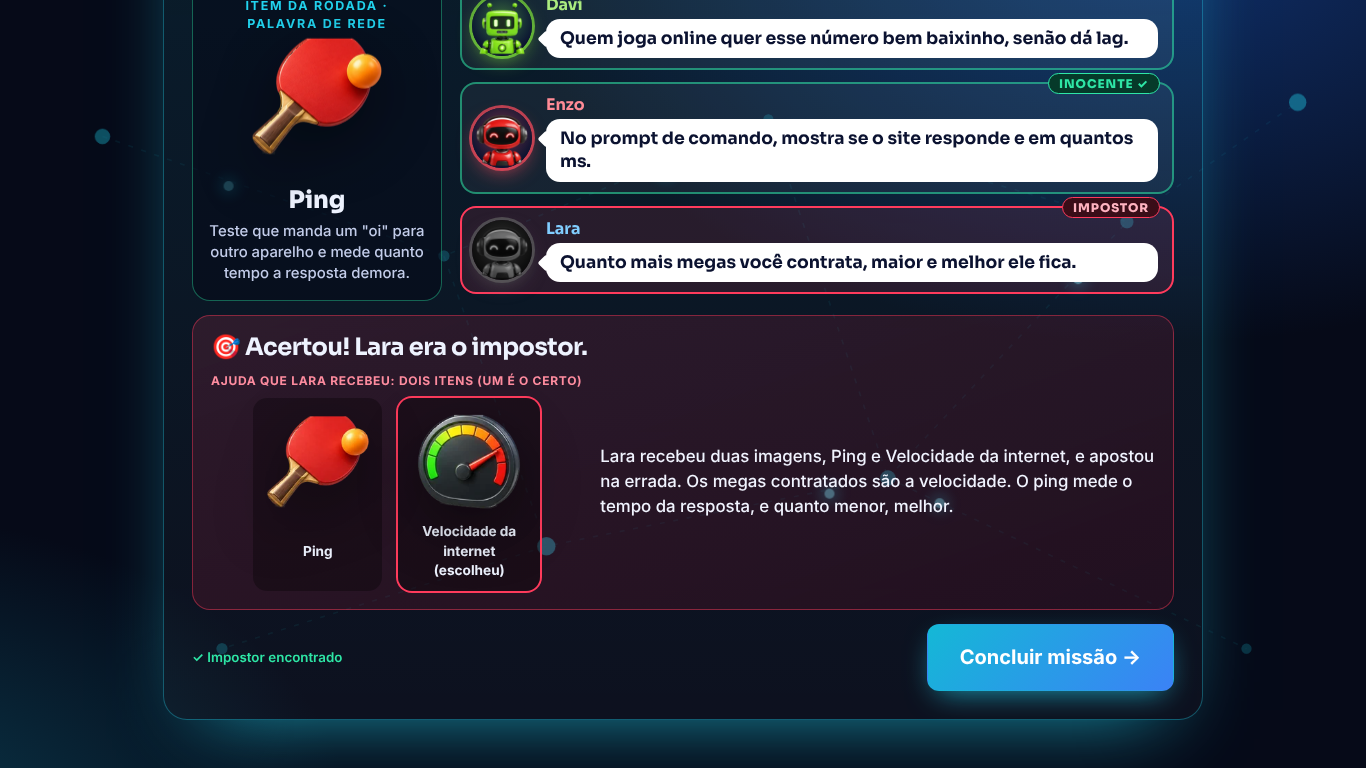 ITEM DA RODADA ·
PALAVRA DE REDE
Ping
Teste que manda um "oi" para
outro aparelho e mede quanto
tempo a resposta demora.
Davi
Quem joga online quer esse número bem baixinho, senão dá lag.
INOCENTE ✓
Enzo
No prompt de comando, mostra se o site responde e em quantos
ms.
IMPOSTOR
Lara
Quanto mais megas você contrata, maior e melhor ele fica.
🎯 Acertou! Lara era o impostor.
AJUDA QUE LARA RECEBEU: DOIS ITENS (UM É O CERTO)
Ping
Velocidade da
internet
(escolheu)
Lara recebeu duas imagens, Ping e Velocidade da internet, e apostou
na errada. Os megas contratados são a velocidade. O ping mede o
tempo da resposta, e quanto menor, melhor.
✓ Impostor encontrado
Concluir missão →